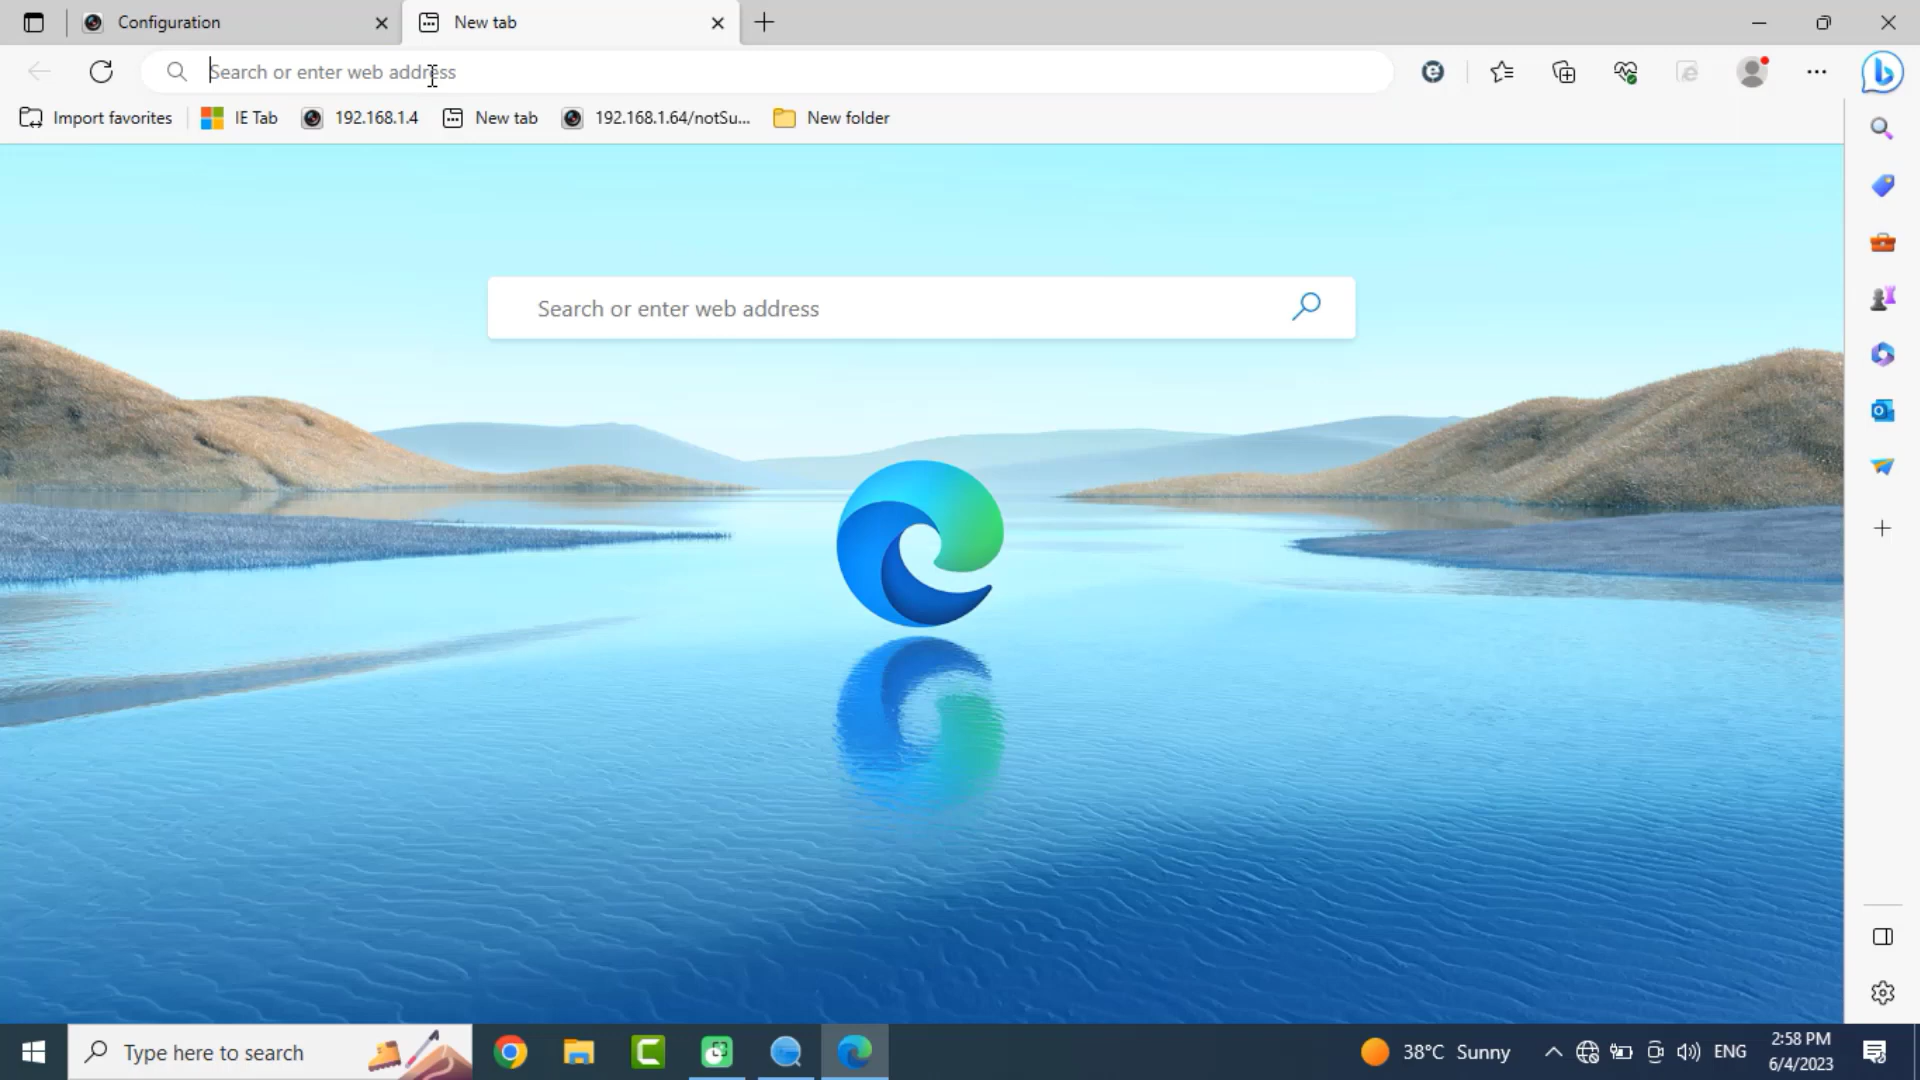 Configuration
New tab
Search or enter web address
Import favorites
IE Tab
192.168.1.4
New tab
192.168.1.64/notSu...
New folder
Search or enter web address
Type here to search
38°C Sunny
ENG
2:58 PM
6/4/2023